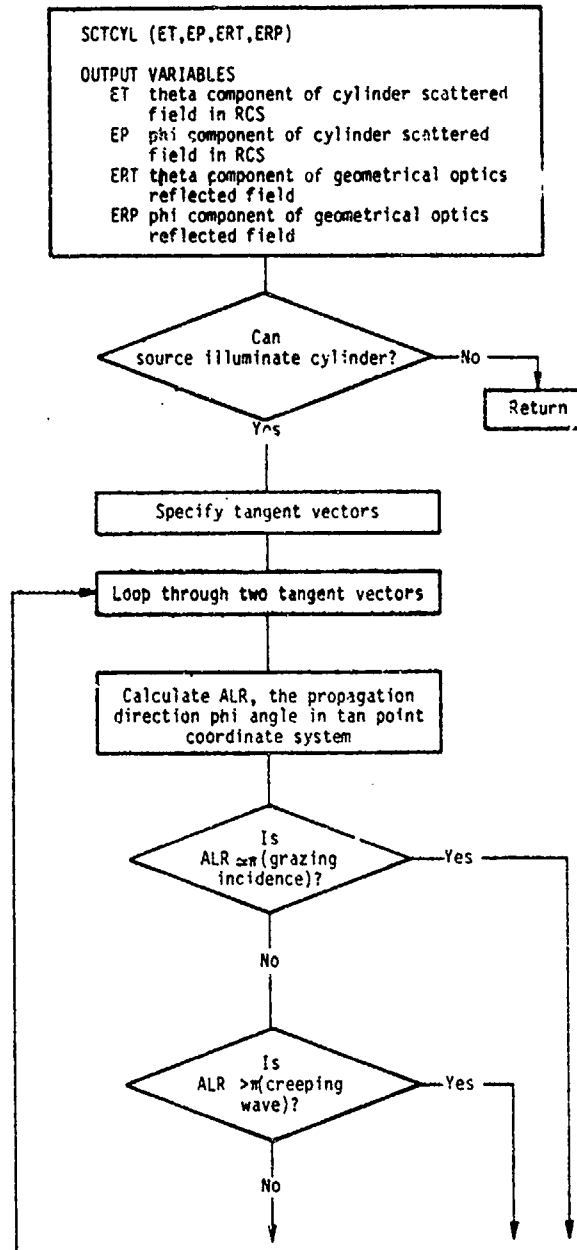 SCTCYL (ET,EP,ERT,ERP)
OUTPUT VARIABLES
ET theta component of cylinder scattered
field in RCS
EP phi component of cylinder scattered
field in RCS
ERT theta component of geometrical optics
reflected field
ERP phi component of geometrical optics
reflected field
Can
source illuminate cylinder?
No
Return
Yes
Specify tangent vectors
Loop through two tangent vectors
Calculate ALR, the propagation
direction phi angle in tan point
coordinate system
Is
ALR ≃π(grazing
incidence)?
Yes
No
Is
ALR >π(creeping
wave)?
Yes
No